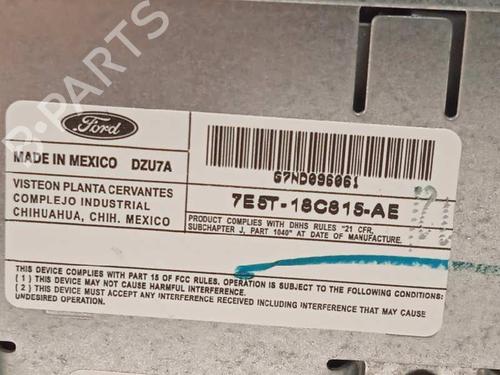 Ford
MADE IN MEXICO DZU7A
VISTEON PLANTA CERVANTES
COMPLEJO INDUSTRIAL
CHIHUAHUA, CHIH. MEXICO
67ND096061
7E5T-18C815-AE
PRODUCT COMPLIES WITH DHHS RULES "21 CFR,
SUBCHAPTER J, PART 1040" AT DATE OF MANUFACTURE.
THIS DEVICE COMPLIES WITH PART 15 OF FCC RULES. OPERATION IS SUBJECT TO THE FOLLOWING CONDITIONS:
( 1 ) THIS DEVICE MAY NOT CAUSE HARMFUL INTERFERENCE
( 2 ) THIS DEVICE MUST ACCEPT ANY INTERFERENCE RECEIVED INCLUDING INTERFERENCE THAT MAY CAUSE
UNDESIRED OPERATION.
B-PARTS